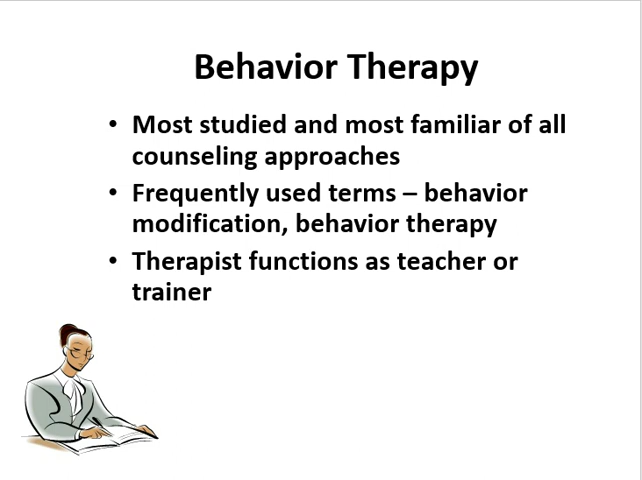 Behavior Therapy
• Most studied and most familiar of all
counseling approaches
• Frequently used terms – behavior
modification, behavior therapy
• Therapist functions as teacher or
trainer